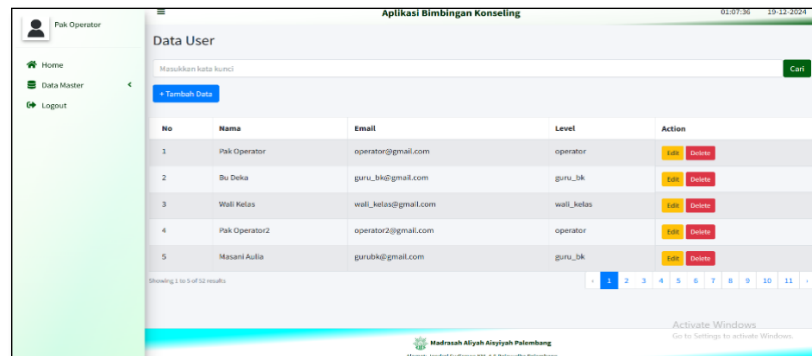 Pak Operator
Aplikasi Bimbingan Konseling
01:07:36 19-12-2024
Home
Data Master
Logout
Data User
Masukkan kata kunci
Cari
+ Tambah Data
No Nama Email Level Action
1 Pak Operator operator@gmail.com operator Edit Delete
2 Bu Deka guru_bk@gmail.com guru_bk Edit Delete
3 Wali Kelas wali_kelas@gmail.com wali_kelas Edit Delete
4 Pak Operator2 operator2@gmail.com operator Edit Delete
5 Masani Aulia gurubk@gmail.com guru_bk Edit Delete
Showing 1 to 5 of 52 results
‹ 1 2 3 4 5 6 7 8 9 10 11 ›
Activate Windows
Go to Settings to activate Windows.
Madrasah Aliyah Aisyiyah Palembang